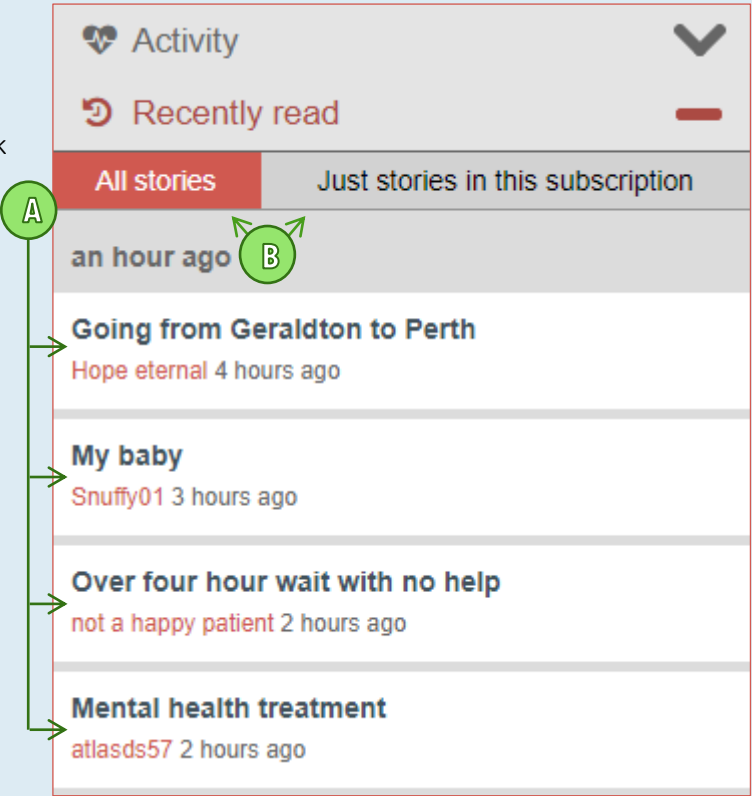 Activity
Recently read
k
All stories Just stories in this subscription
A
an hour ago B
Going from Geraldton to Perth
Hope eternal 4 hours ago
My baby
Snuffy01 3 hours ago
Over four hour wait with no help
not a happy patient 2 hours ago
Mental health treatment
atlasds57 2 hours ago